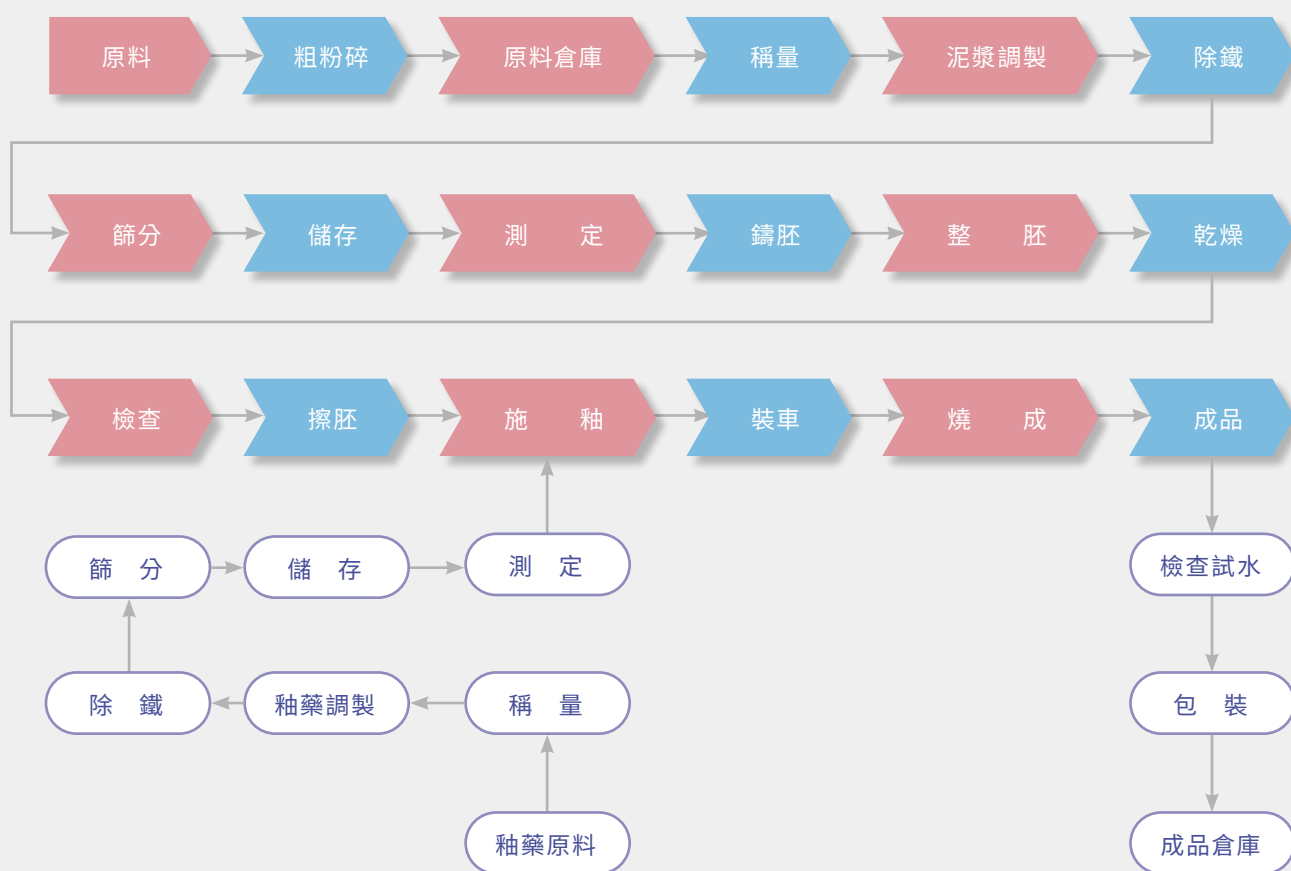 原料 粗粉碎 原料倉庫 稱量 泥漿調製 除鐵
篩分 儲存 測定 鑄胚 整胚 乾燥
檢查 擦胚 施釉 裝車 燒成 成品
篩分 儲存 測定 檢查試水
除鐵 釉藥調製 稱量 包裝
釉藥原料 成品倉庫